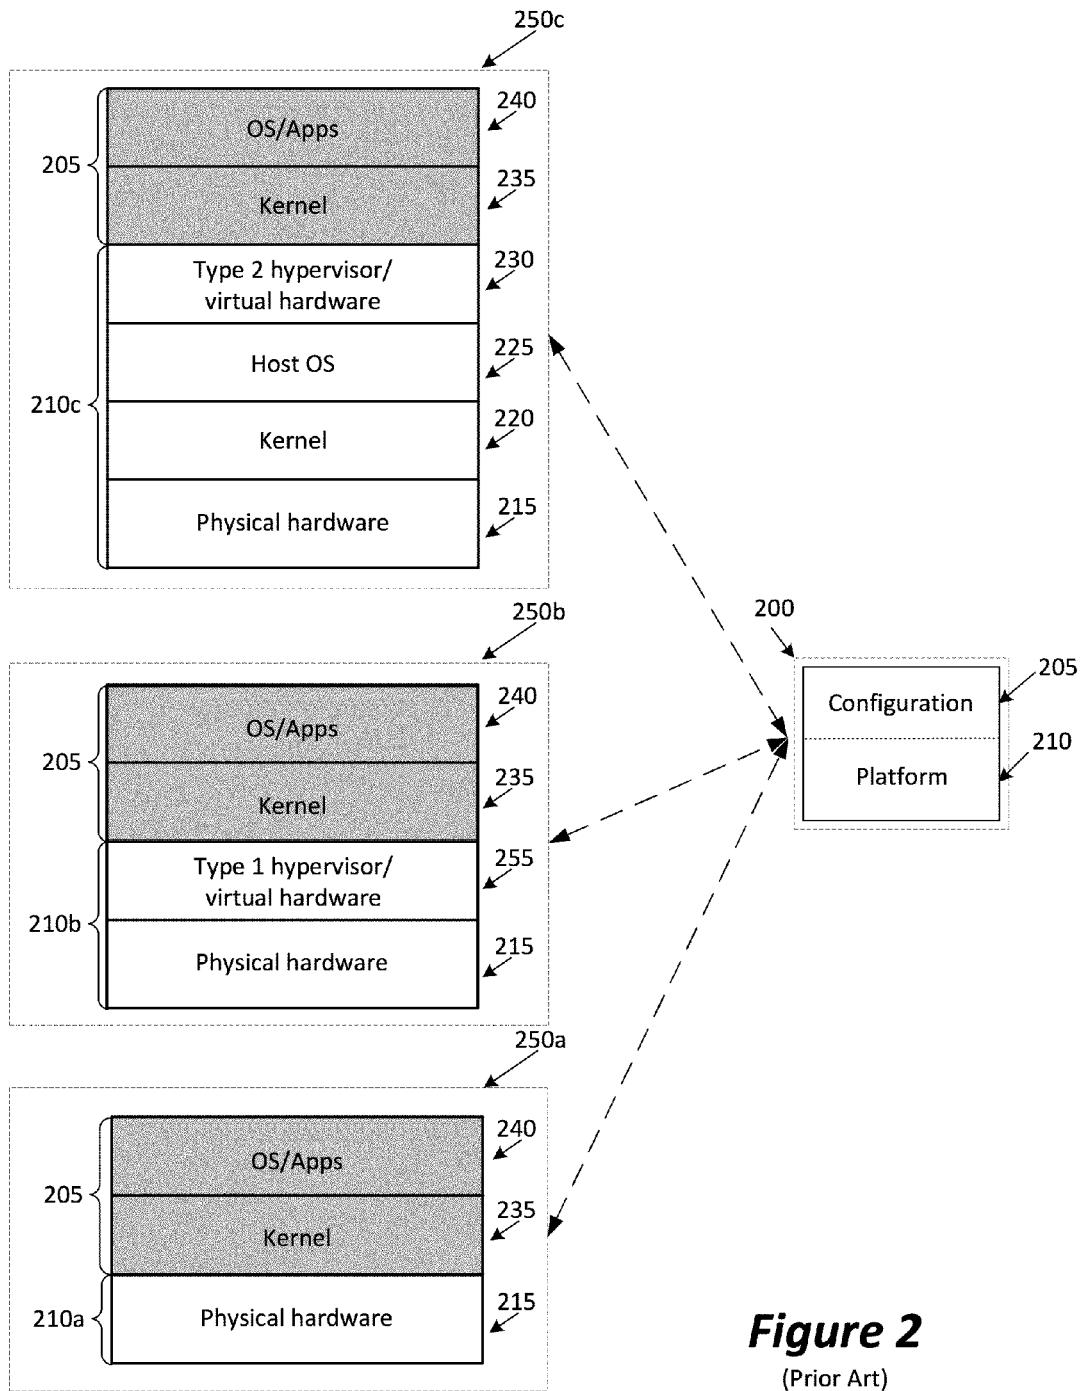 250c
OS/Apps
240
205
Kernel
235
Type 2 hypervisor/
virtual hardware
230
Host OS
225
210c
Kernel
220
Physical hardware
215
250b
OS/Apps
240
205
Kernel
235
Type 1 hypervisor/
virtual hardware
255
210b
Physical hardware
215
250a
OS/Apps
240
205
Kernel
235
210a
Physical hardware
215
200
Configuration
205
Platform
210
Figure 2
(Prior Art)